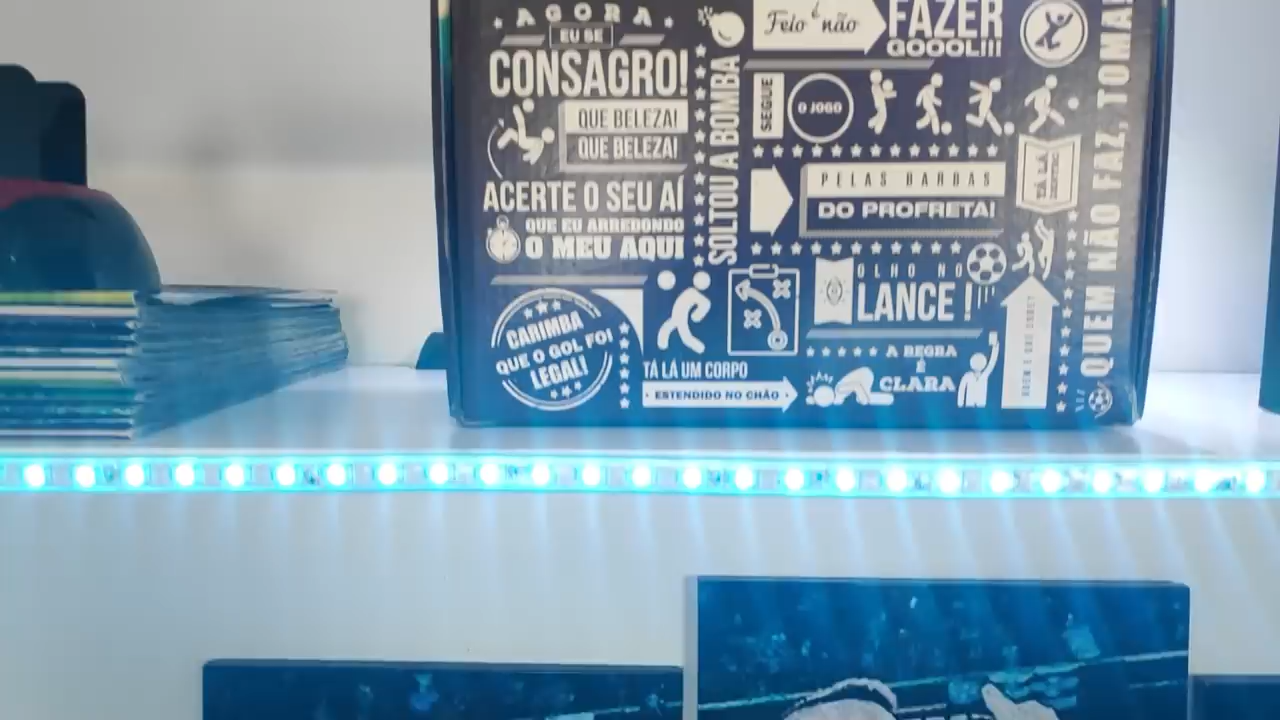 AGORA
EU SE
CONSAGRO!
QUE BELEZA!
QUE BELEZA!
ACERTE O SEU AÍ
QUE EU ARREDONDO
O MEU AQUI
CARIMBA
QUE O GOL FOI
LEGAL!
SOLTOU A BOMBA
Feio é não
FAZER
GOOOL!!!
SEGUE
O JOGO
PELAS BARBAS
DO PROFRETA!
TÁ LÁ
OLHO NO
LANCE!
TÁ LÁ UM CORPO
ESTENDIDO NO CHÃO
A REGRA
É
CLARA
QUEM NÃO FAZ, TOMA!